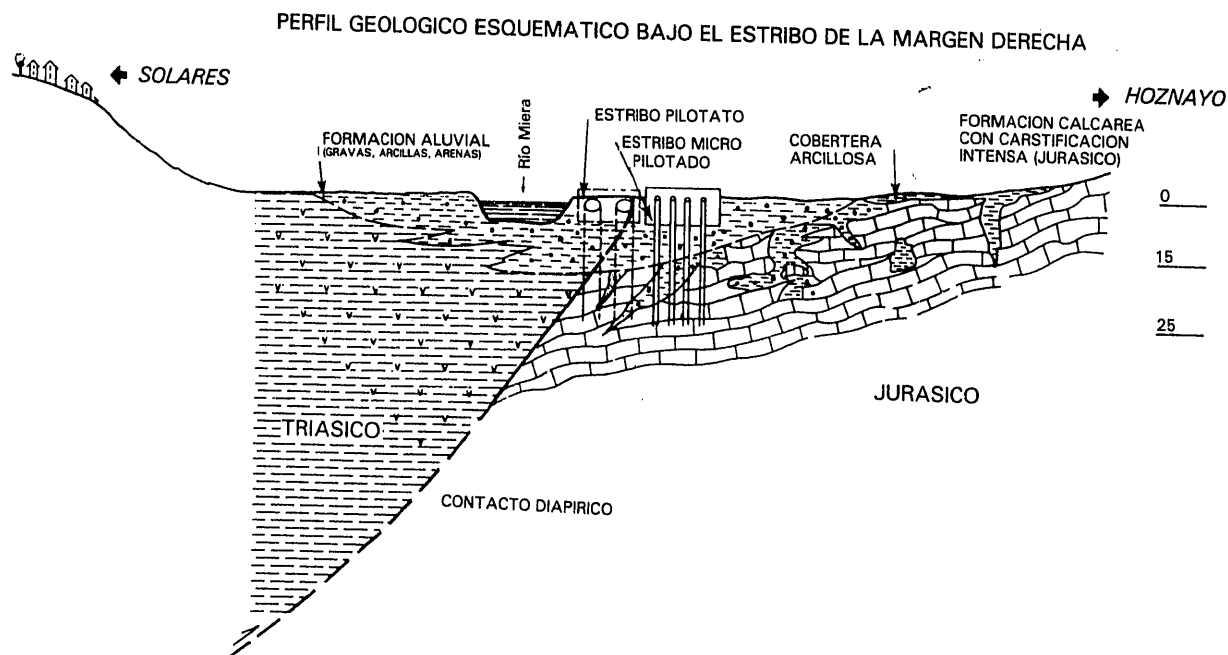 PERFIL GEOLOGICO ESQUEMATICO BAJO EL ESTRIBO DE LA MARGEN DERECHA
SOLARES
HOZNAYO
FORMACION ALUVIAL
(GRAVAS, ARCILLAS, ARENAS)
Río Miera
ESTRIBO PILOTATO
ESTRIBO MICRO
PILOTADO
COBERTERA
ARCILLOSA
FORMACION CALCAREA
CON CARSTIFICACION
INTENSA (JURASICO)
0
15
25
TRIASICO
JURASICO
CONTACTO DIAPIRICO